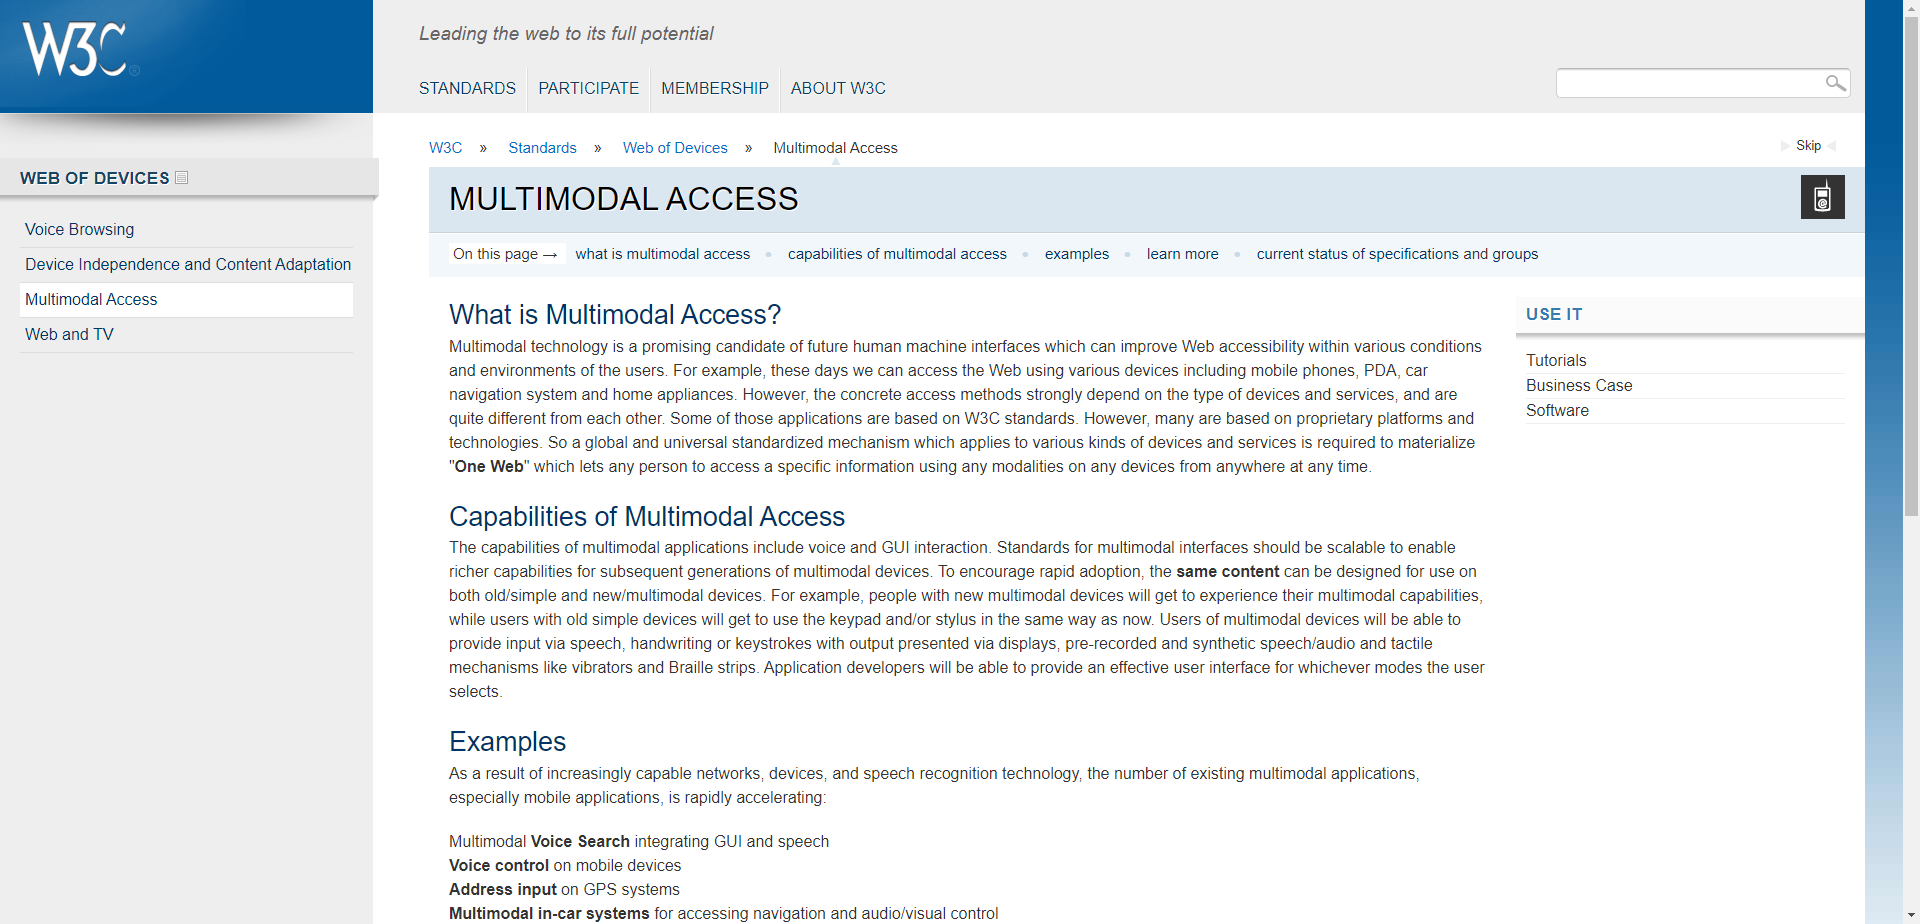 W3C®
Leading the web to its full potential
STANDARDS PARTICIPATE MEMBERSHIP ABOUT W3C
W3C » Standards » Web of Devices » Multimodal Access
Skip
WEB OF DEVICES
Voice Browsing
Device Independence and Content Adaptation
Multimodal Access
Web and TV
MULTIMODAL ACCESS
On this page → what is multimodal access • capabilities of multimodal access • examples • learn more • current status of specifications and groups
What is Multimodal Access?
Multimodal technology is a promising candidate of future human machine interfaces which can improve Web accessibility within various conditions
and environments of the users. For example, these days we can access the Web using various devices including mobile phones, PDA, car
navigation system and home appliances. However, the concrete access methods strongly depend on the type of devices and services, and are
quite different from each other. Some of those applications are based on W3C standards. However, many are based on proprietary platforms and
technologies. So a global and universal standardized mechanism which applies to various kinds of devices and services is required to materialize
"One Web" which lets any person to access a specific information using any modalities on any devices from anywhere at any time.
Capabilities of Multimodal Access
The capabilities of multimodal applications include voice and GUI interaction. Standards for multimodal interfaces should be scalable to enable
richer capabilities for subsequent generations of multimodal devices. To encourage rapid adoption, the same content can be designed for use on
both old/simple and new/multimodal devices. For example, people with new multimodal devices will get to experience their multimodal capabilities,
while users with old simple devices will get to use the keypad and/or stylus in the same way as now. Users of multimodal devices will be able to
provide input via speech, handwriting or keystrokes with output presented via displays, pre-recorded and synthetic speech/audio and tactile
mechanisms like vibrators and Braille strips. Application developers will be able to provide an effective user interface for whichever modes the user
selects.
Examples
As a result of increasingly capable networks, devices, and speech recognition technology, the number of existing multimodal applications,
especially mobile applications, is rapidly accelerating:
Multimodal Voice Search integrating GUI and speech
Voice control on mobile devices
Address input on GPS systems
Multimodal in-car systems for accessing navigation and audio/visual control
USE IT
Tutorials
Business Case
Software